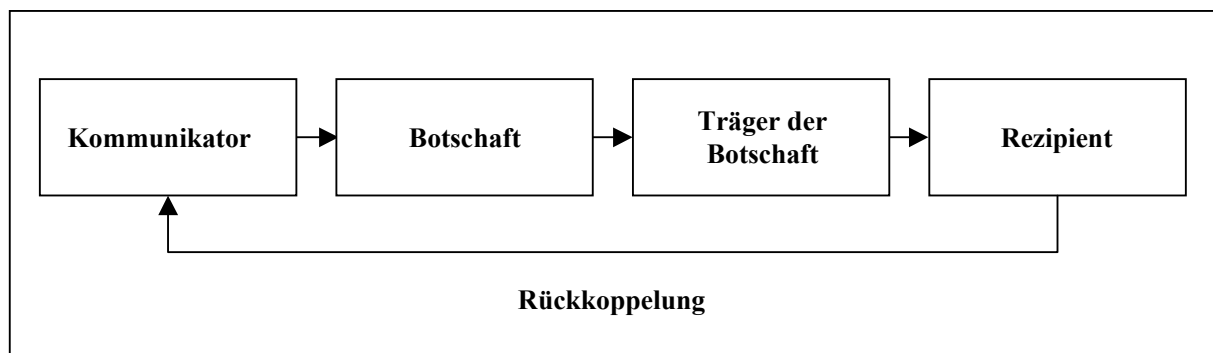 Kommunikator
Botschaft
Träger der
Botschaft
Rezipient
Rückkoppelung